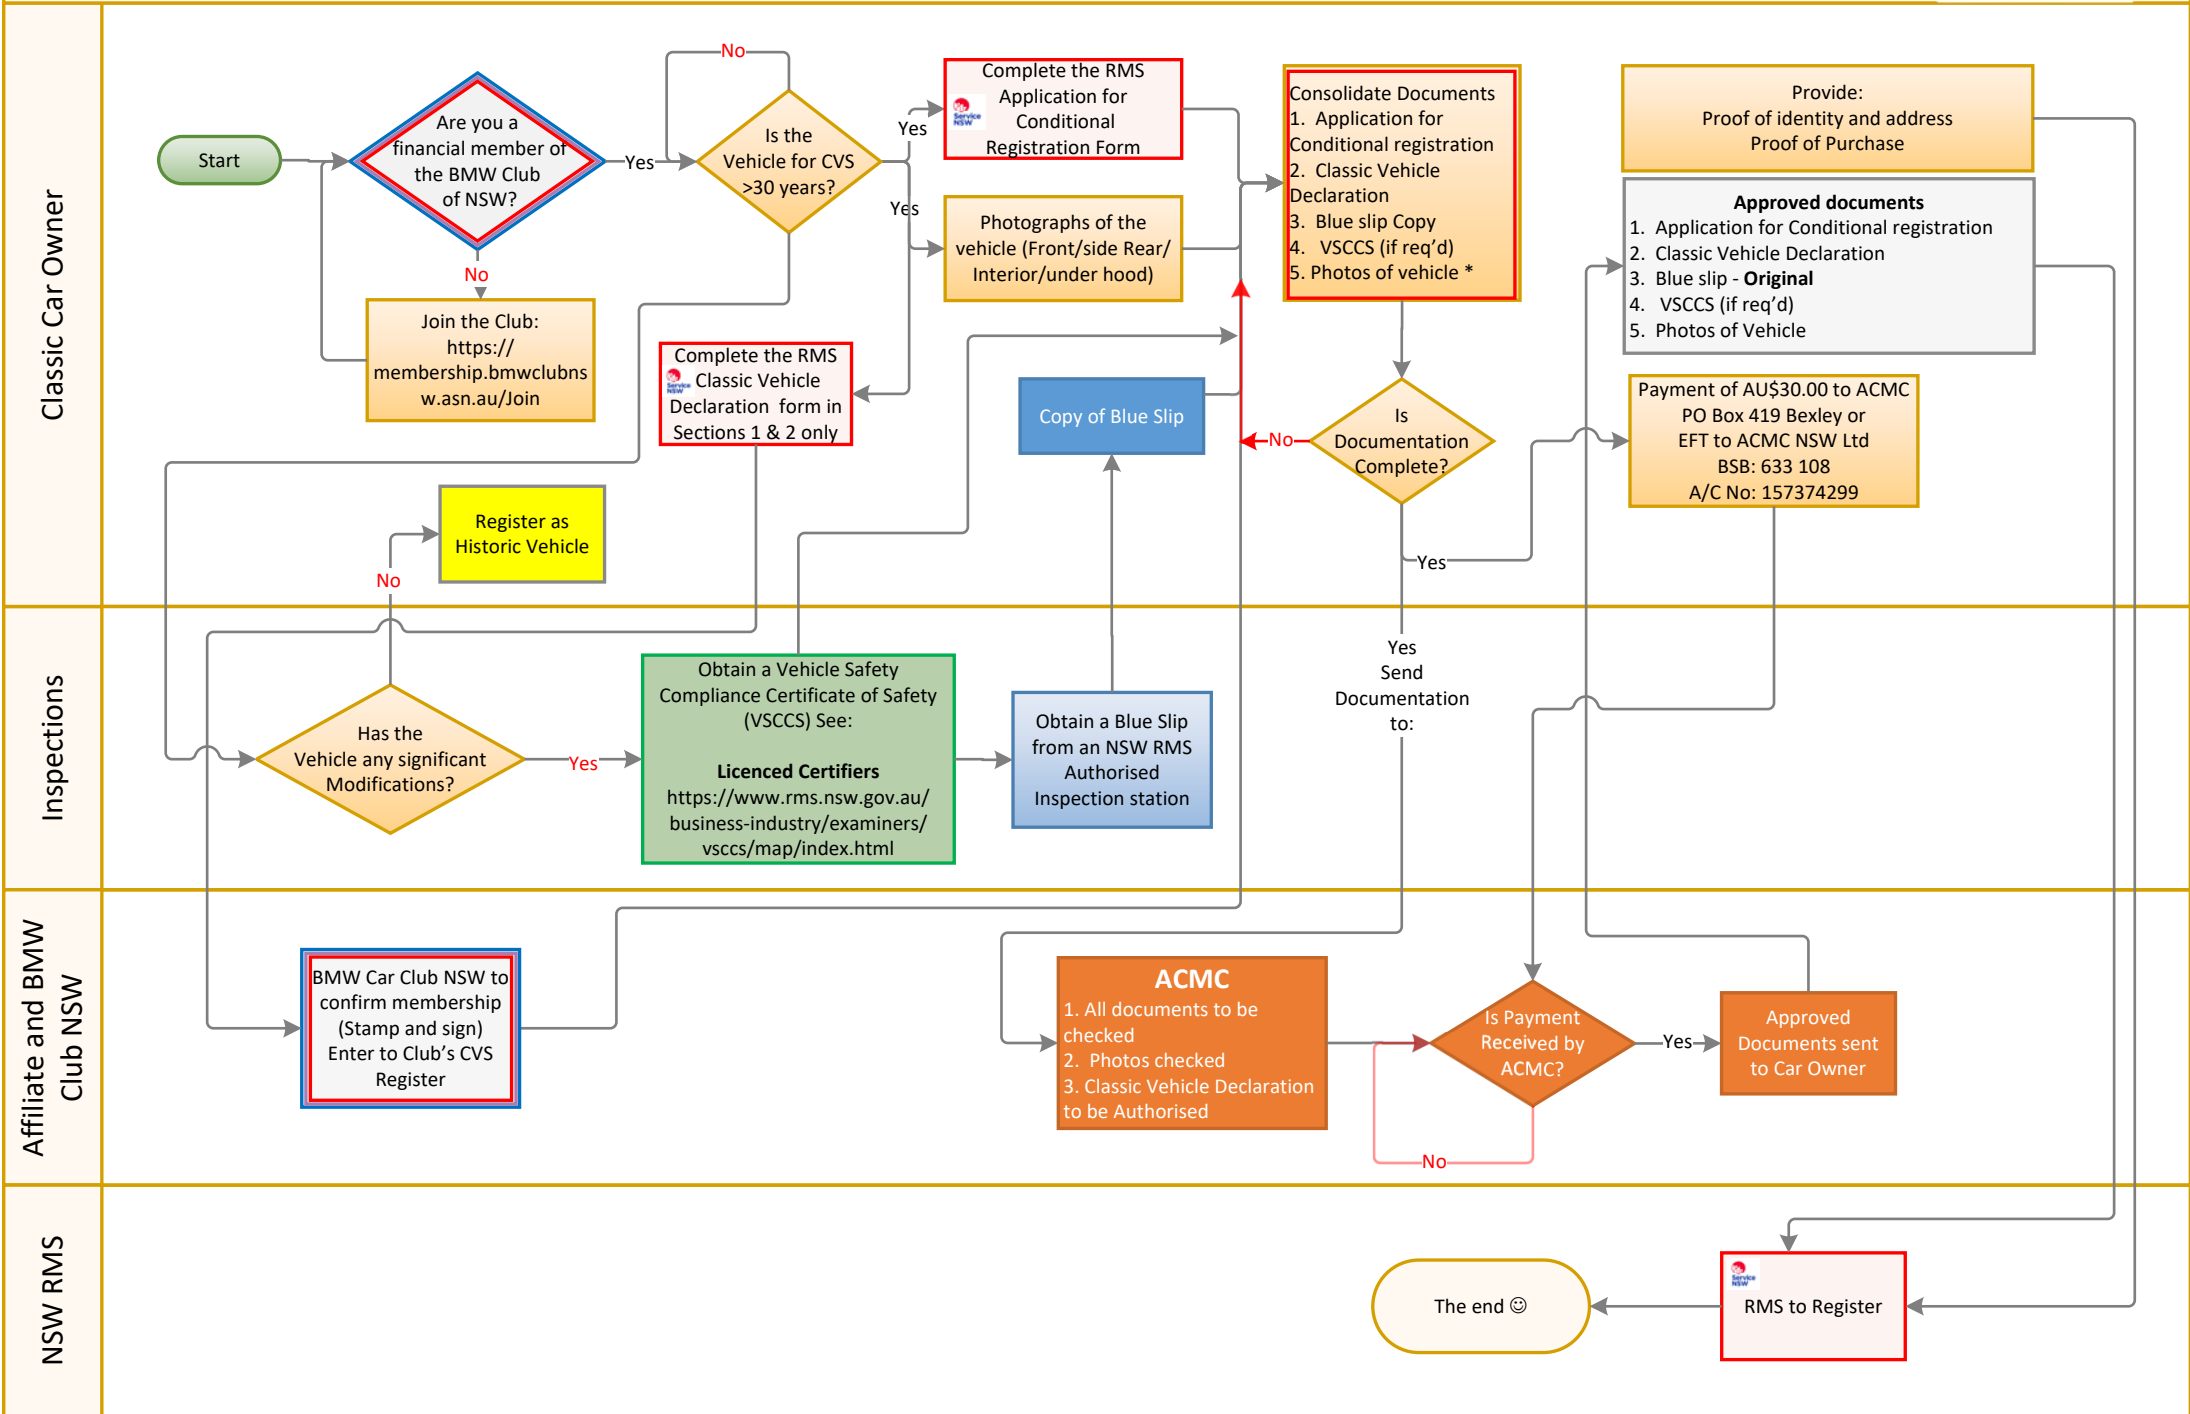 Classic Car Owner
Start
Are you a
financial member of
the BMW Club
of NSW?
No
Join the Club:
https://
membership.bmwclubns
w.asn.au/Join
Yes
No
Is the
Vehicle for CVS
>30 years?
Yes
Yes
Complete the RMS
Application for
Conditional
Registration Form
Service
NSW
Photographs of the
vehicle (Front/side Rear/
Interior/under hood)
Complete the RMS
Classic Vehicle
Declaration form in
Sections 1 & 2 only
Service
NSW
Consolidate Documents
1. Application for
Conditional registration
2. Classic Vehicle
Declaration
3. Blue slip Copy
4. VSCCS (if req'd)
5. Photos of vehicle *
Copy of Blue Slip
Is
Documentation
Complete?
No
Yes
Provide:
Proof of identity and address
Proof of Purchase
Approved documents
1. Application for Conditional registration
2. Classic Vehicle Declaration
3. Blue slip - Original
4. VSCCS (if req'd)
5. Photos of Vehicle
Payment of AU$30.00 to ACMC
PO Box 419 Bexley or
EFT to ACMC NSW Ltd
BSB: 633 108
A/C No: 157374299
Register as
Historic Vehicle
No
Inspections
Has the
Vehicle any significant
Modifications?
Yes
Obtain a Vehicle Safety
Compliance Certificate of Safety
(VSCCS) See:
Licenced Certifiers
https://www.rms.nsw.gov.au/
business-industry/examiners/
vsccs/map/index.html
Obtain a Blue Slip
from an NSW RMS
Authorised
Inspection station
Yes
Send
Documentation
to:
Affiliate and BMW
Club NSW
BMW Car Club NSW to
confirm membership
(Stamp and sign)
Enter to Club's CVS
Register
ACMC
1. All documents to be
checked
2. Photos checked
3. Classic Vehicle Declaration
to be Authorised
Is Payment
Received by
ACMC?
No
Yes
Approved
Documents sent
to Car Owner
NSW RMS
The end ☺
Service
NSW
RMS to Register